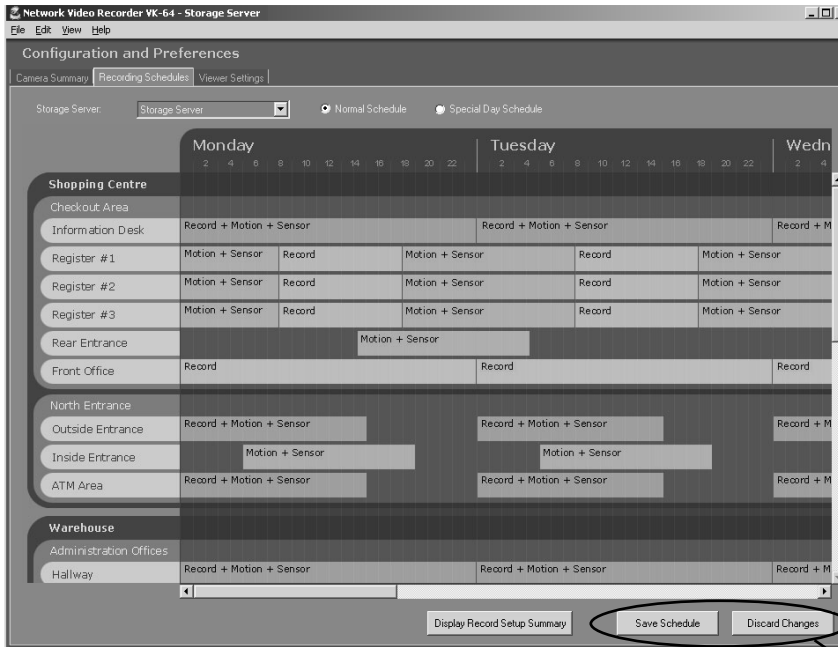 Network Video Recorder VK-64 - Storage Server
File Edit View Help
Configuration and Preferences
Camera Summary Recording Schedules Viewer Settings
Storage Server: Storage Server Normal Schedule Special Day Schedule
Monday Tuesday Wedn
2 4 6 8 10 12 14 16 18 20 22 2 4 6 8 10 12 14 16 18 20 22 2 4
Shopping Centre
Checkout Area
Information Desk Record + Motion + Sensor Record + Motion + Sensor Record + M
Register #1 Motion + Sensor Record Motion + Sensor Record Motion + Sensor
Register #2 Motion + Sensor Record Motion + Sensor Record Motion + Sensor
Register #3 Motion + Sensor Record Motion + Sensor Record Motion + Sensor
Rear Entrance Motion + Sensor
Front Office Record Record Record
North Entrance
Outside Entrance Record + Motion + Sensor Record + Motion + Sensor Record + M
Inside Entrance Motion + Sensor Motion + Sensor
ATM Area Record + Motion + Sensor Record + Motion + Sensor Record + M
Warehouse
Administration Offices
Hallway Record + Motion + Sensor Record + Motion + Sensor Record + M
Display Record Setup Summary Save Schedule Discard Changes